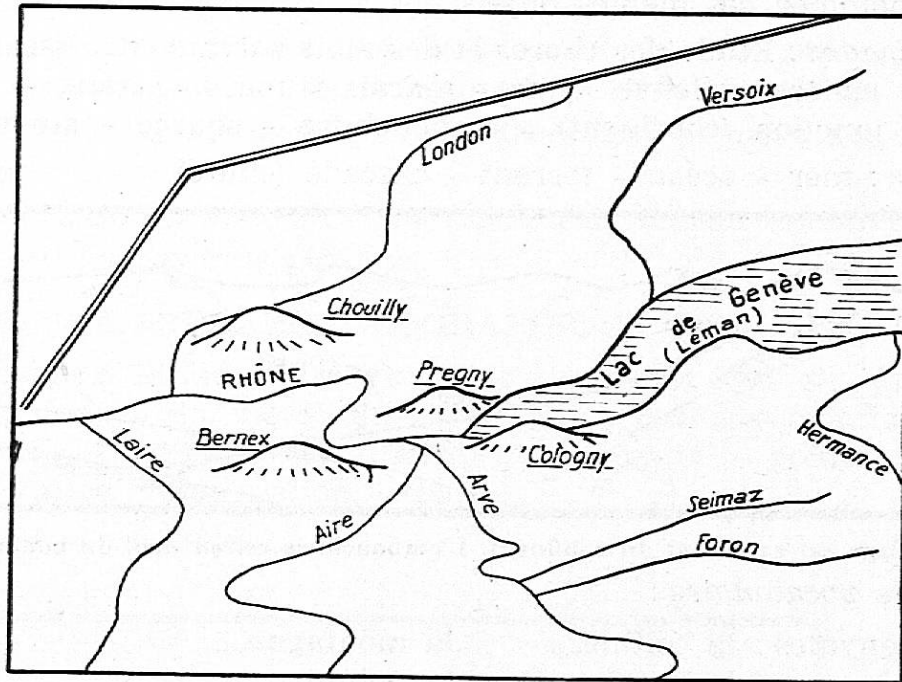 London
Versoix
Chouilly
Lac de Genève
(Léman)
RHÔNE
Pregny
Laire
Bernex
Cologny
Hermance
Aire
Arve
Seimaz
Foron